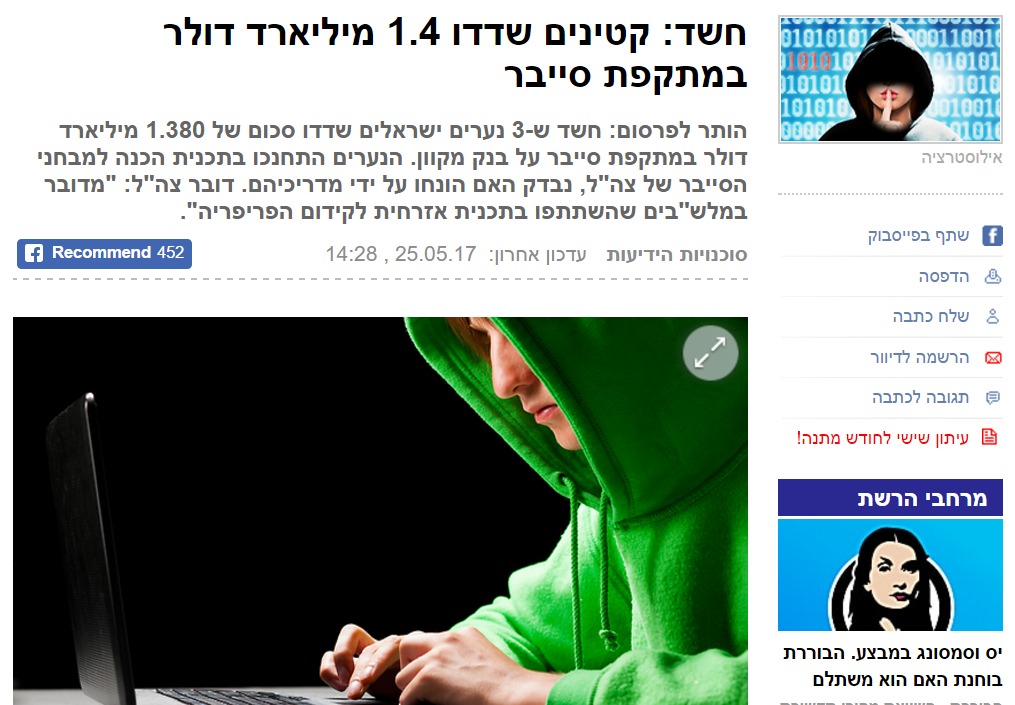 חשד: קטינים שדדו 1.4 מיליארד דולר
במתקפת סייבר
הותר לפרסום: חשד ש-3 נערים ישראלים שדדו סכום של 1.380 מיליארד
דולר במתקפת סייבר על בנק מקוון. הנערים התחנכו בתכנית הכנה למבחני
הסייבר של צה"ל, נבדק האם הונחו על ידי מדריכיהם. דובר צה"ל: "מדובר
במלש"בים שהשתתפו בתכנית אזרחית לקידום הפריפריה".
סוכנויות הידיעות עדכון אחרון: 25.05.17 , 14:28
Recommend 452
אילוסטרציה
שתף בפייסבוק
הדפסה
שלח כתבה
הרשמה לדיוור
תגובה לכתבה
עיתון שישי לחודש מתנה!
מרחבי הרשת
יס וסמסונג במבצע. הבוררת
בוחנת האם הוא משתלם